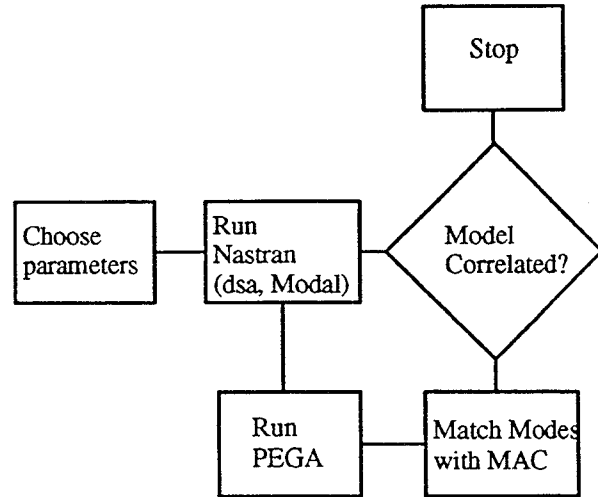 Stop
Choose
parameters
Run
Nastran
(dsa, Modal)
Model
Correlated?
Run
PEGA
Match Modes
with MAC